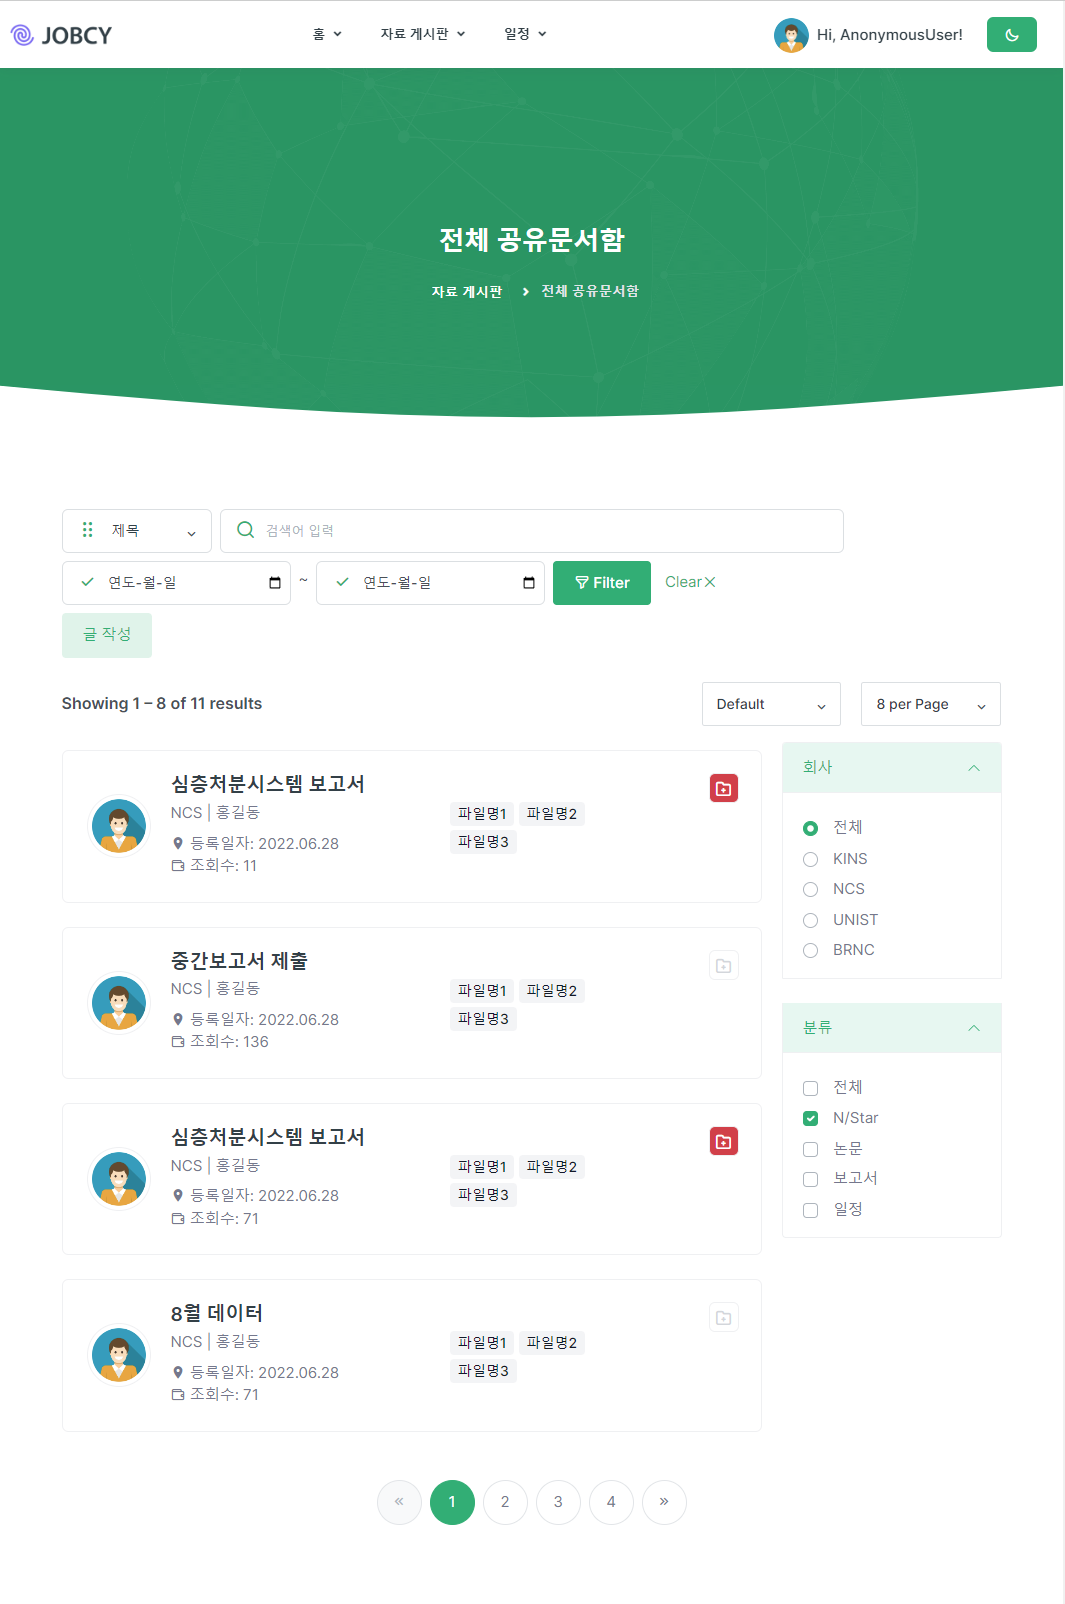 JOBCY
홈
자료 게시판
일정
Hi, AnonymousUser!
전체 공유문서함
자료 게시판
전체 공유문서함
제목
검색어 입력
연도-월-일 ~ 연도-월-일
Filter
Clear
글 작성
Showing 1 – 8 of 11 results
Default
8 per Page
심층처분시스템 보고서
NCS | 홍길동
등록일자: 2022.06.28
조회수: 11
파일명1 파일명2
파일명3
중간보고서 제출
NCS | 홍길동
등록일자: 2022.06.28
조회수: 136
파일명1 파일명2
파일명3
심층처분시스템 보고서
NCS | 홍길동
등록일자: 2022.06.28
조회수: 71
파일명1 파일명2
파일명3
8월 데이터
NCS | 홍길동
등록일자: 2022.06.28
조회수: 71
파일명1 파일명2
파일명3
회사
전체
KINS
NCS
UNIST
BRNC
분류
전체
N/Star
논문
보고서
일정
« 1 2 3 4 »